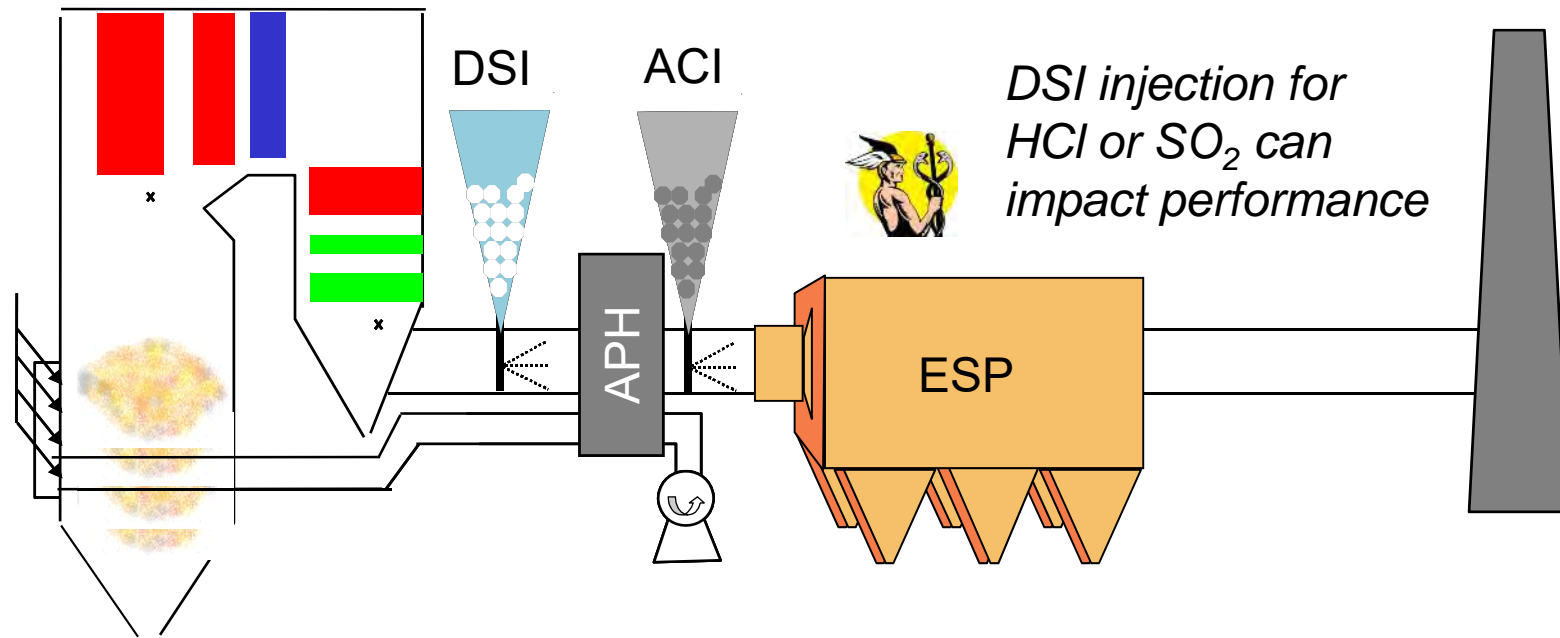 DSI
ACI
DSI injection for
HCl or SO₂ can
impact performance
x
x
APH
ESP